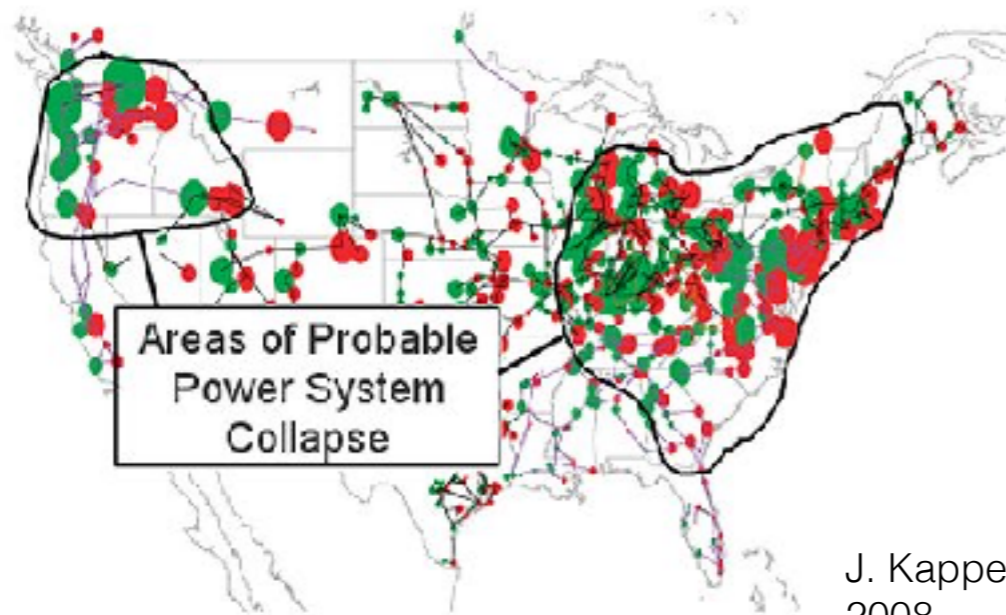 Areas of Probable
Power System
Collapse
J. Kappe
2008